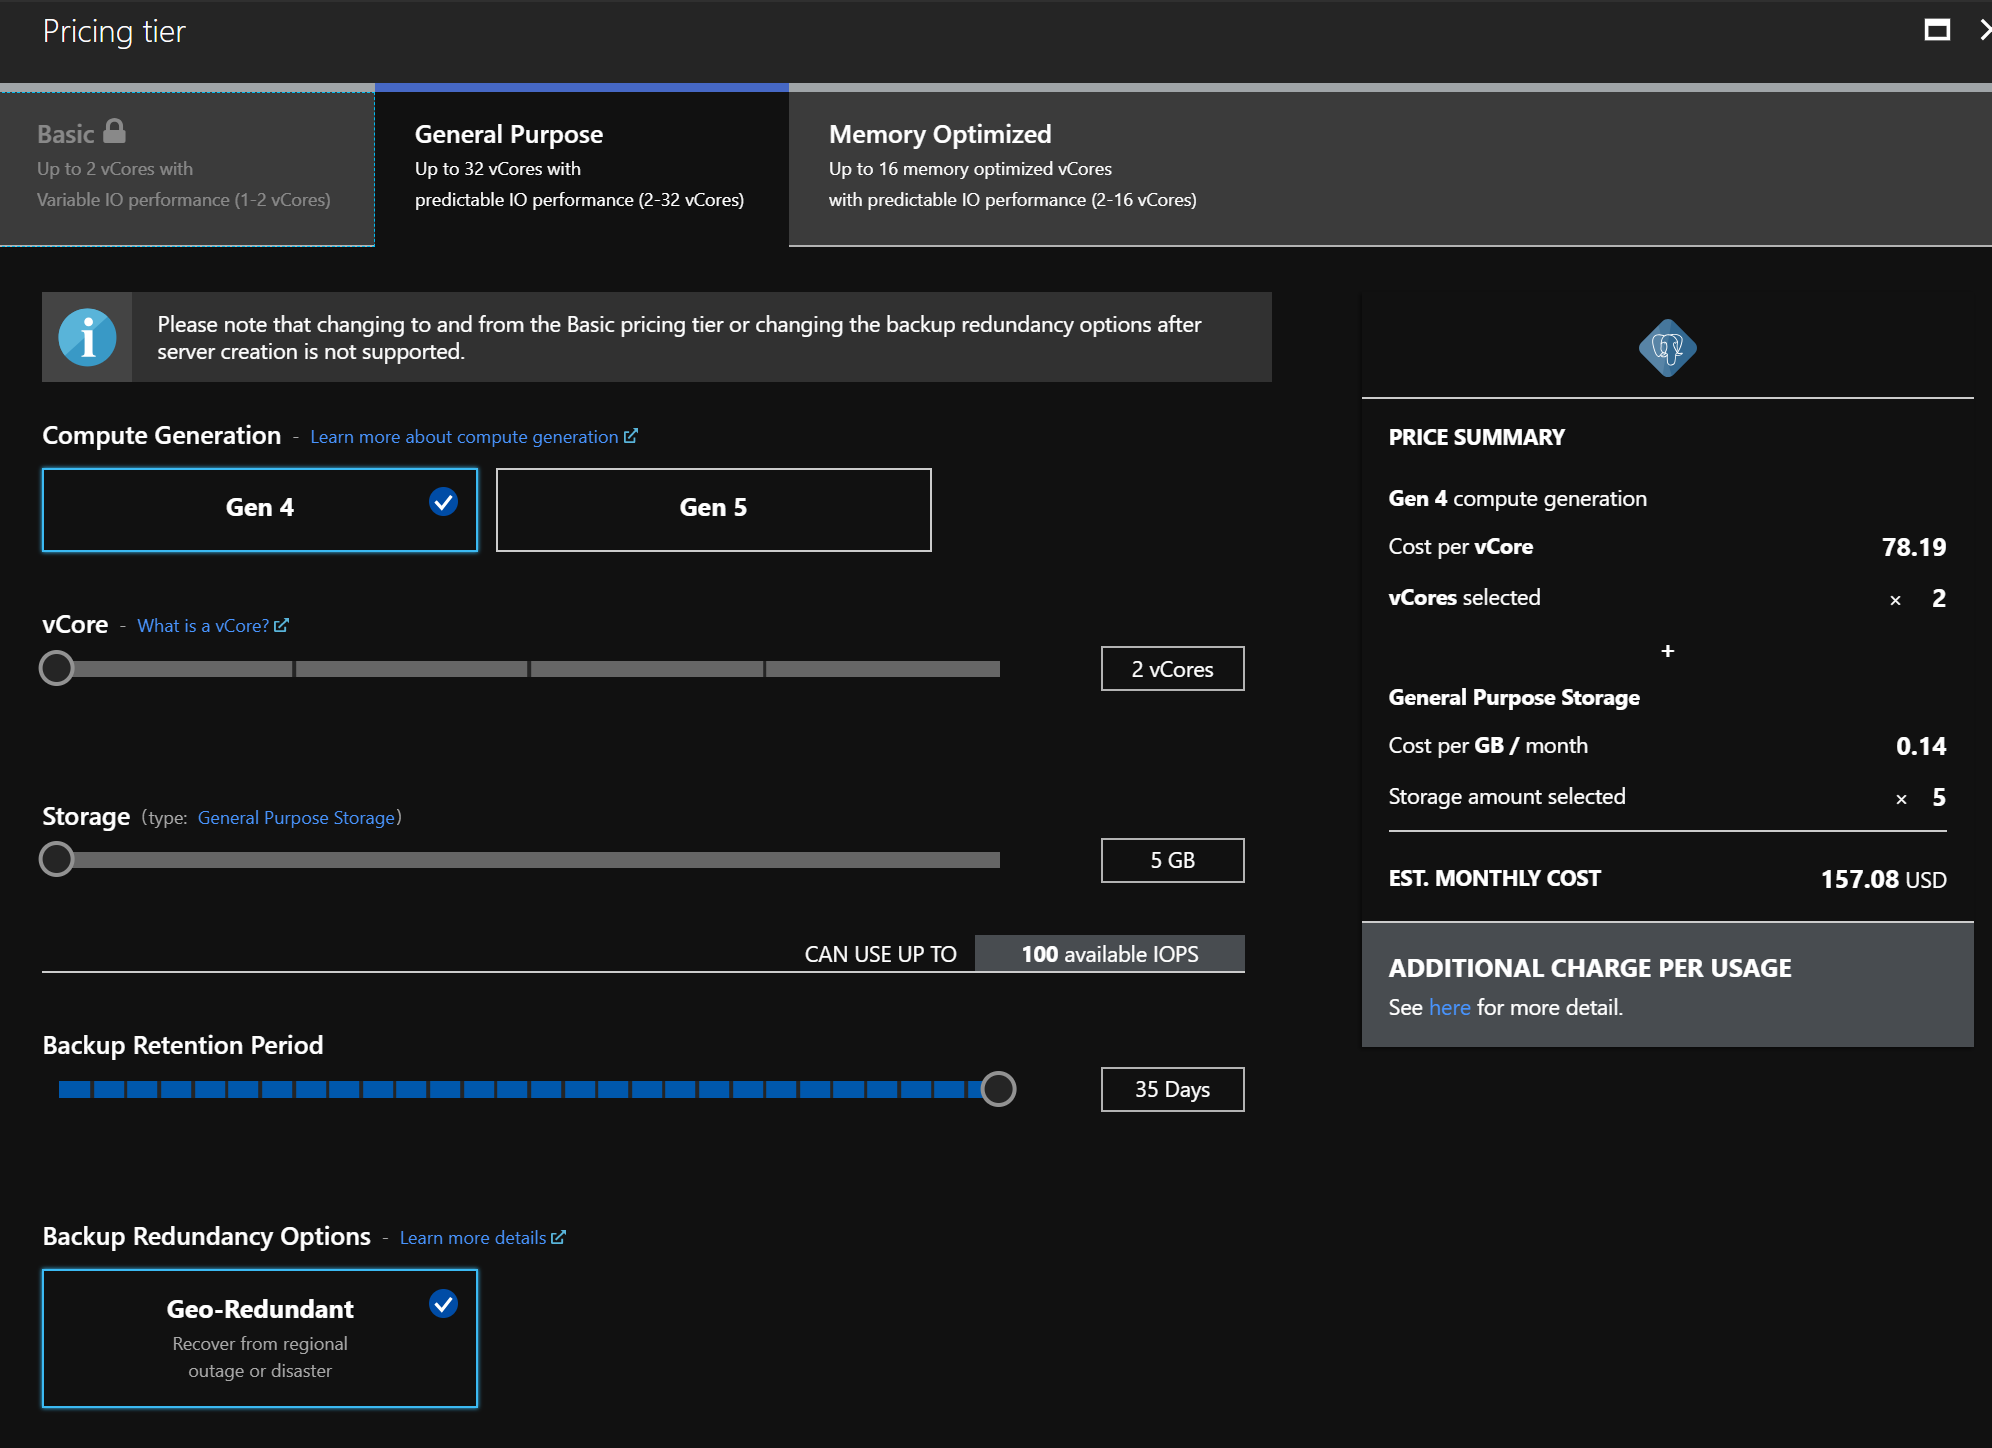 Pricing tier
Basic
Up to 2 vCores with
Variable IO performance (1-2 vCores)
General Purpose
Up to 32 vCores with
predictable IO performance (2-32 vCores)
Memory Optimized
Up to 16 memory optimized vCores
with predictable IO performance (2-16 vCores)
Please note that changing to and from the Basic pricing tier or changing the backup redundancy options after
server creation is not supported.
Compute Generation - Learn more about compute generation
Gen 4
Gen 5
vCore - What is a vCore?
2 vCores
Storage (type: General Purpose Storage)
5 GB
CAN USE UP TO 100 available IOPS
Backup Retention Period
35 Days
Backup Redundancy Options - Learn more details
Geo-Redundant
Recover from regional
outage or disaster
PRICE SUMMARY
Gen 4 compute generation
Cost per vCore 78.19
vCores selected × 2
+
General Purpose Storage
Cost per GB / month 0.14
Storage amount selected × 5
EST. MONTHLY COST 157.08 USD
ADDITIONAL CHARGE PER USAGE
See here for more detail.